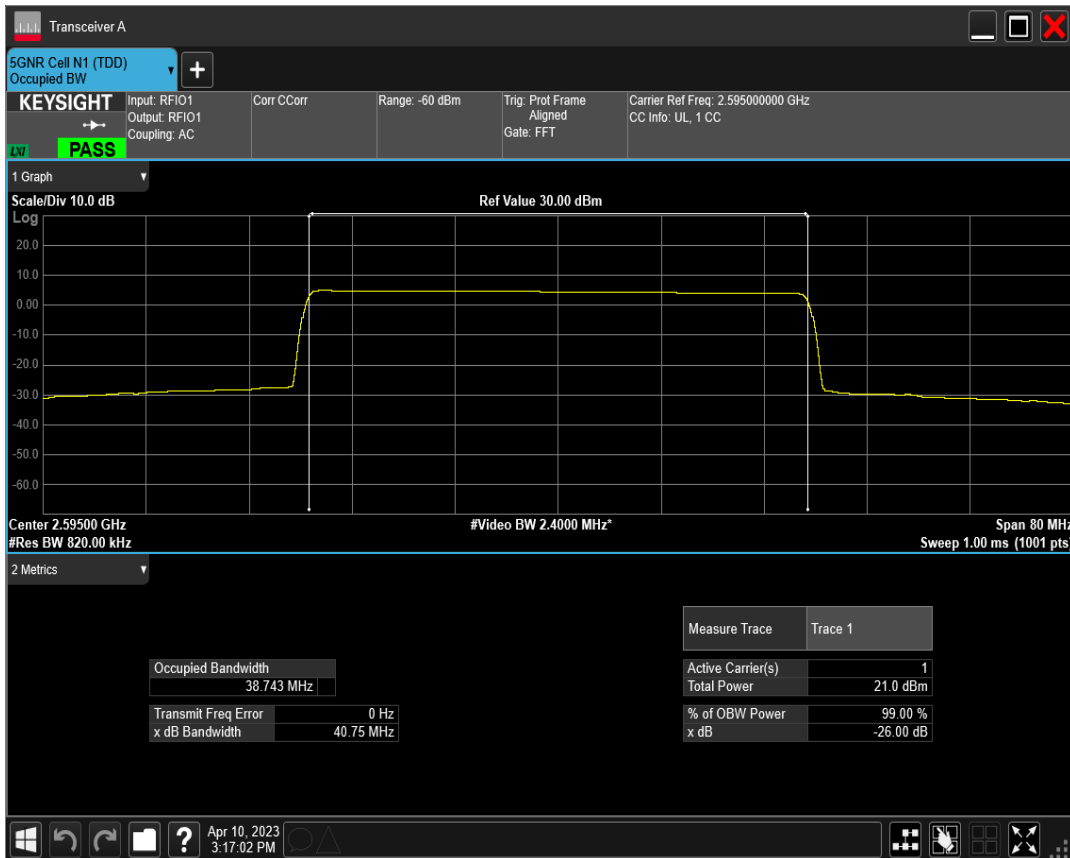 Transceiver A
5GNR Cell N1 (TDD)
Occupied BW
+
KEYSIGHT
LXI
PASS
Input: RFIO1
Output: RFIO1
Coupling: AC
Corr CCorr
Range: -60 dBm
Trig: Prot Frame
Aligned
Gate: FFT
Carrier Ref Freq: 2.595000000 GHz
CC Info: UL, 1 CC
1 Graph
Scale/Div 10.0 dB
Ref Value 30.00 dBm
Log
20.0
10.0
0.00
-10.0
-20.0
-30.0
-40.0
-50.0
-60.0
Center 2.59500 GHz
#Video BW 2.4000 MHz*
Span 80 MHz
#Res BW 820.00 kHz
Sweep 1.00 ms (1001 pts)
2 Metrics
Measure Trace Trace 1
Occupied Bandwidth
38.743 MHz
Active Carrier(s) 1
Total Power 21.0 dBm
Transmit Freq Error 0 Hz
x dB Bandwidth 40.75 MHz
% of OBW Power 99.00 %
x dB -26.00 dB
?
Apr 10, 2023
3:17:02 PM